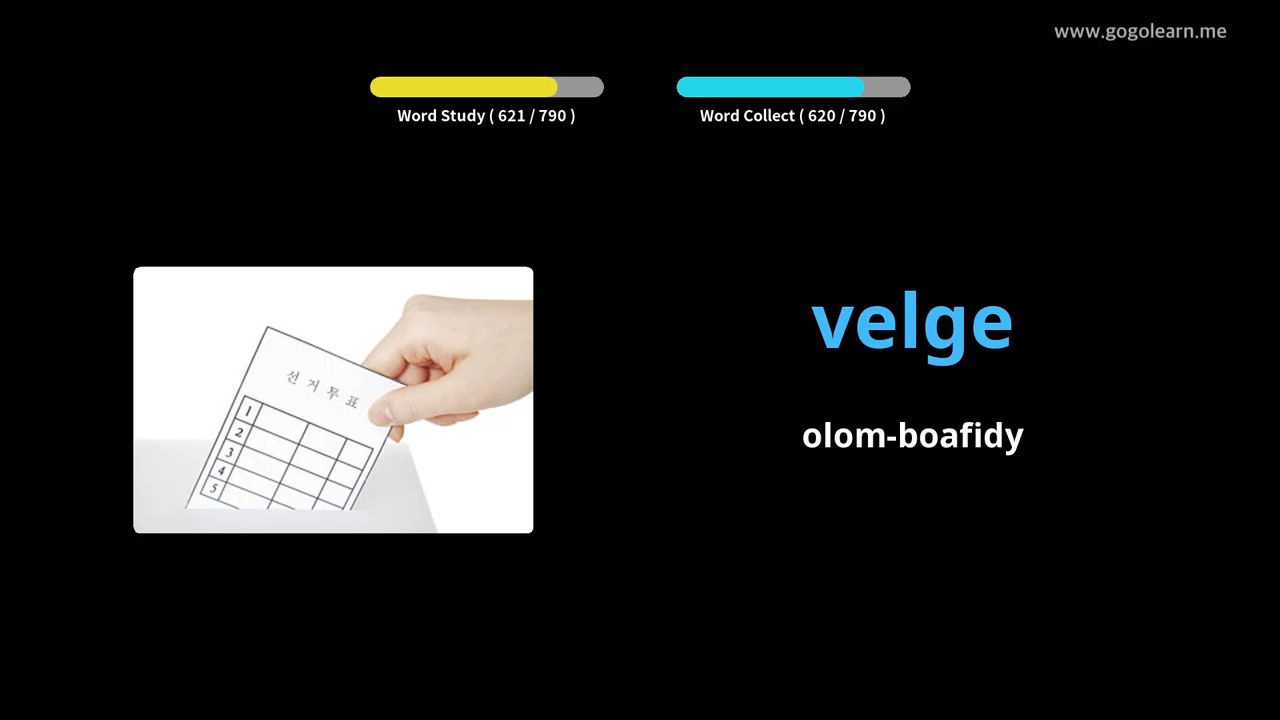 www.gogolearn.me
Word Study ( 621 / 790 )
Word Collect ( 620 / 790 )
velge
olom-boafidy
선거투표
1
2
3
4
5